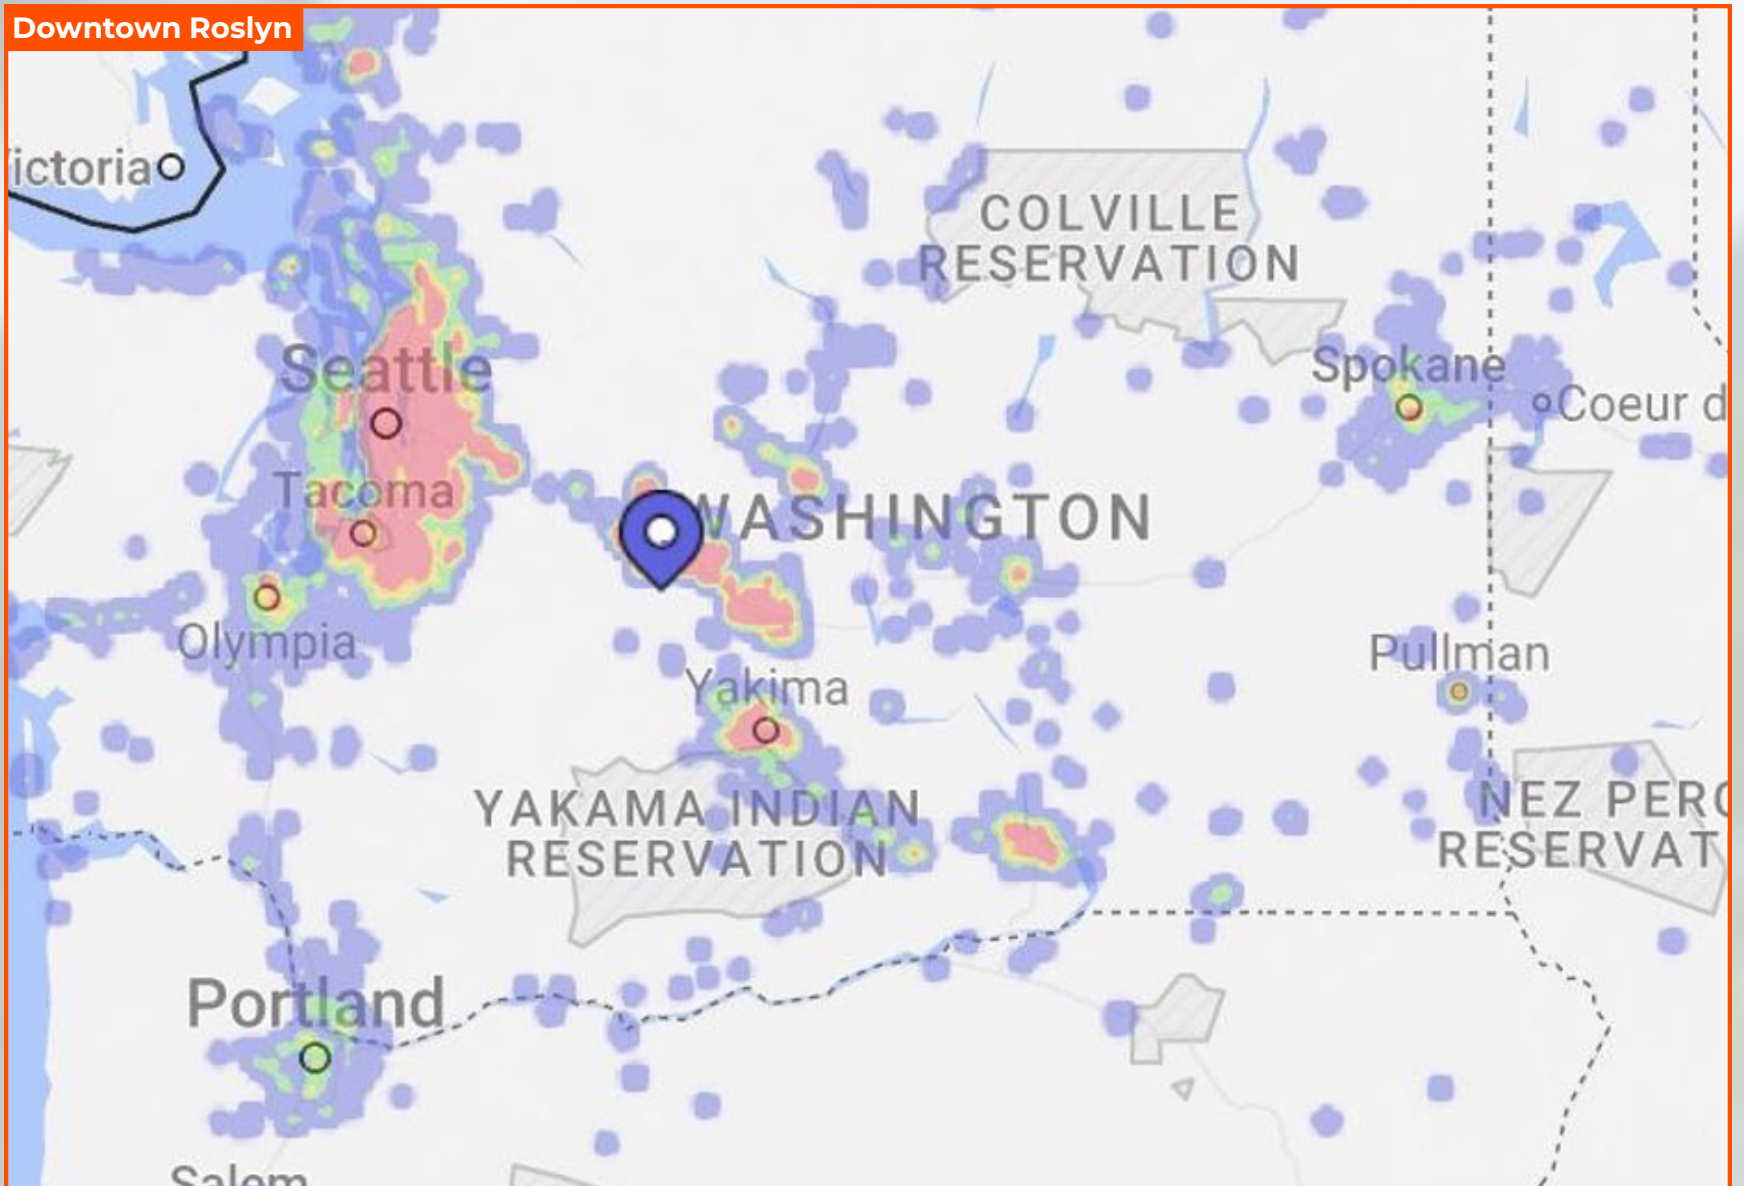 Downtown Roslyn
ictoria
COLVILLE
RESERVATION
Seattle
Spokane
Coeur d
Tacoma
WASHINGTON
Olympia
Pullman
Yakima
YAKAMA INDIAN
RESERVATION
NEZ PERC
RESERVAT
Portland
Salem